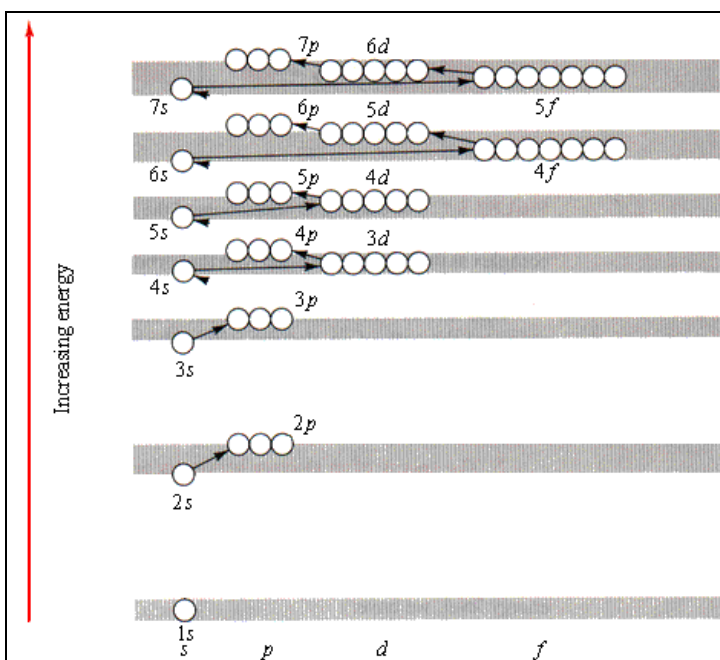 7p 6d
7s 5f
6p 5d
6s 4f
5p 4d
5s
4p 3d
4s
3p
3s
2p
2s
1s
s p d f
Increasing energy